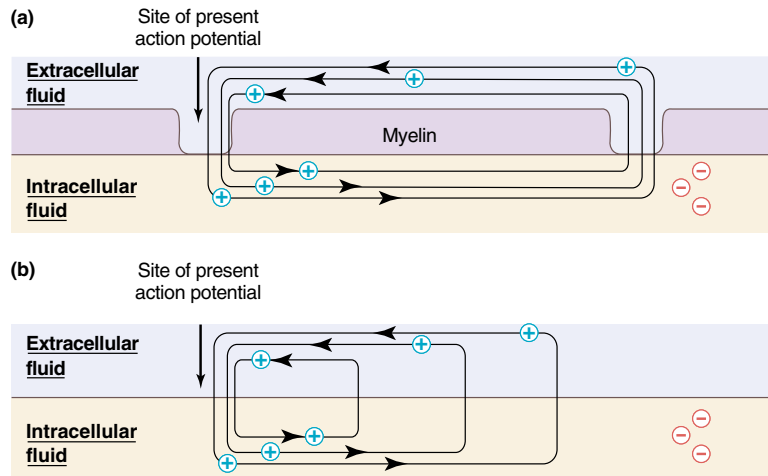 (a)
Site of present
action potential
Extracellular
fluid
Myelin
Intracellular
fluid
(b)
Site of present
action potential
Extracellular
fluid
Intracellular
fluid